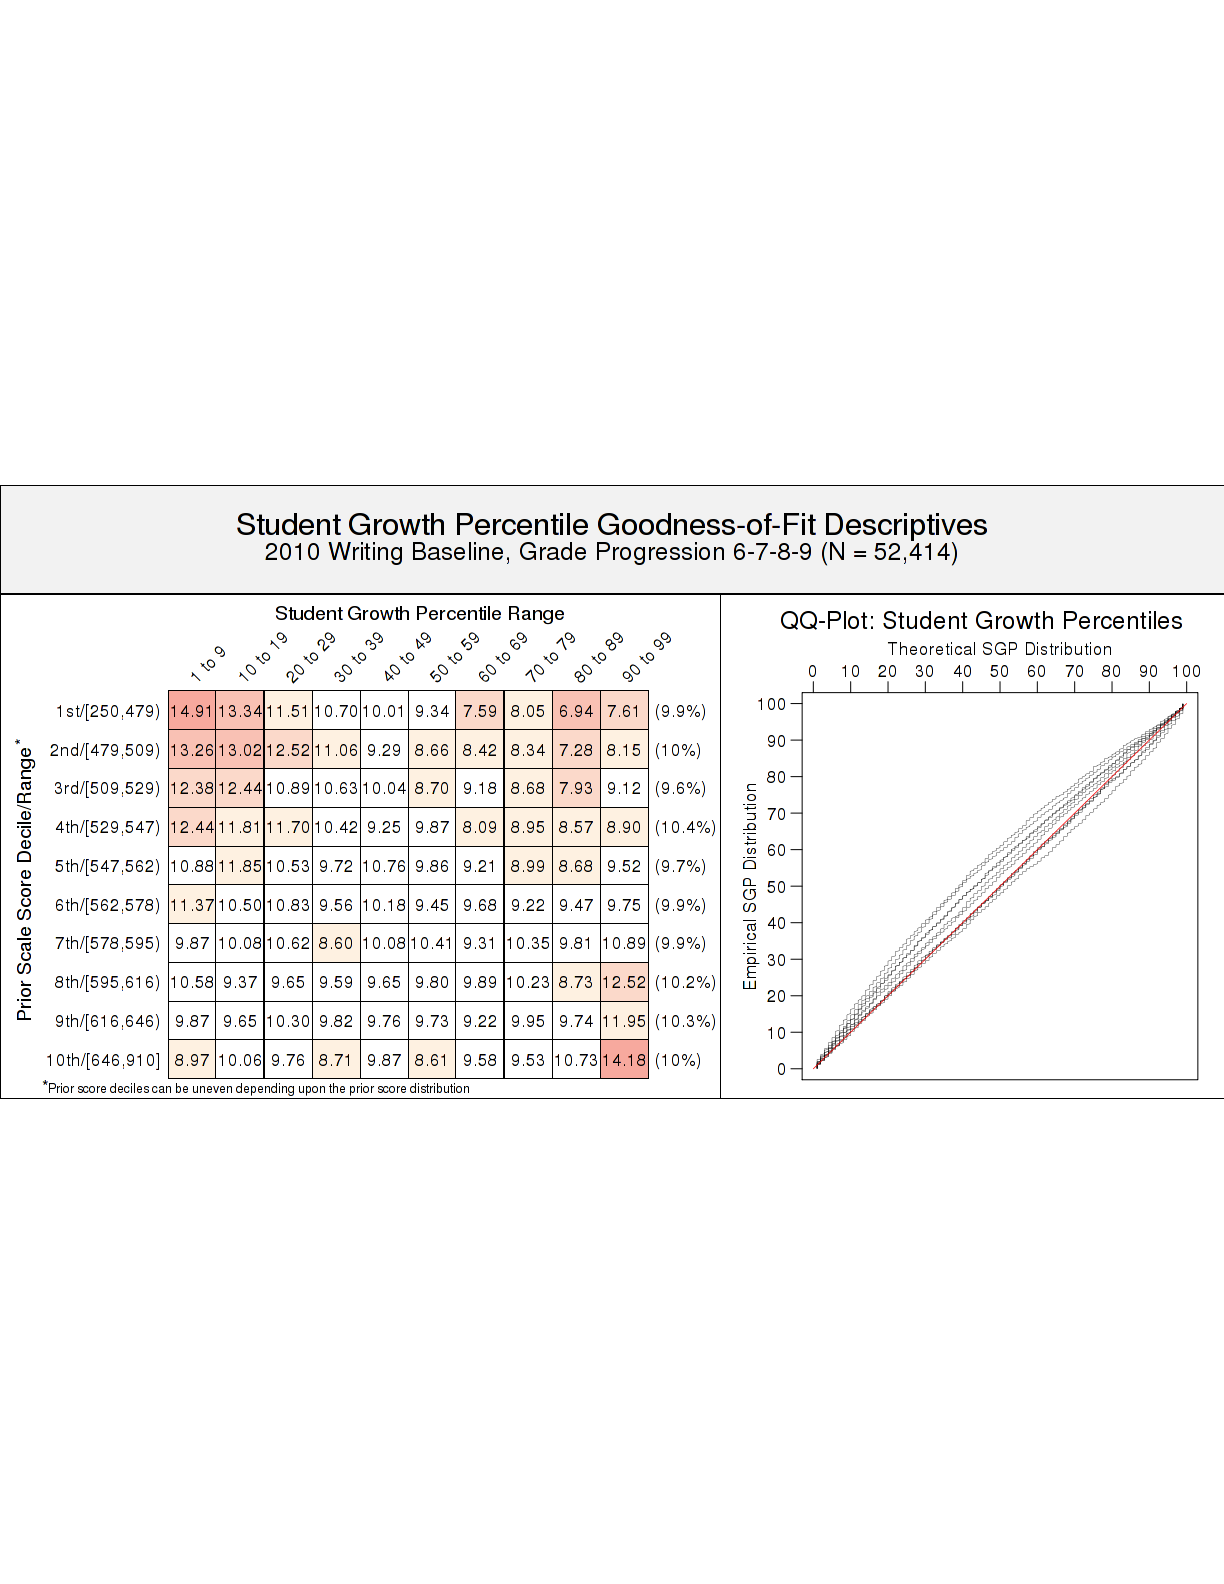 Student Growth Percentile Goodness-of-Fit Descriptives
2010 Writing Baseline, Grade Progression 6-7-8-9 (N = 52,414)
Student Growth Percentile Range
1 to 9 10 to 19 20 to 29 30 to 39 40 to 49 50 to 59 60 to 69 70 to 79 80 to 89 90 to 99
Prior Scale Score Decile/Range*
1st/[250,479) 14.91 13.34 11.51 10.70 10.01 9.34 7.59 8.05 6.94 7.61 (9.9%)
2nd/[479,509) 13.26 13.02 12.52 11.06 9.29 8.66 8.42 8.34 7.28 8.15 (10%)
3rd/[509,529) 12.38 12.44 10.89 10.63 10.04 8.70 9.18 8.68 7.93 9.12 (9.6%)
4th/[529,547) 12.44 11.81 11.70 10.42 9.25 9.87 8.09 8.95 8.57 8.90 (10.4%)
5th/[547,562) 10.88 11.85 10.53 9.72 10.76 9.86 9.21 8.99 8.68 9.52 (9.7%)
6th/[562,578) 11.37 10.50 10.83 9.56 10.18 9.45 9.68 9.22 9.47 9.75 (9.9%)
7th/[578,595) 9.87 10.08 10.62 8.60 10.08 10.41 9.31 10.35 9.81 10.89 (9.9%)
8th/[595,616) 10.58 9.37 9.65 9.59 9.65 9.80 9.89 10.23 8.73 12.52 (10.2%)
9th/[616,646) 9.87 9.65 10.30 9.82 9.76 9.73 9.22 9.95 9.74 11.95 (10.3%)
10th/[646,910] 8.97 10.06 9.76 8.71 9.87 8.61 9.58 9.53 10.73 14.18 (10%)
*Prior score deciles can be uneven depending upon the prior score distribution
QQ-Plot: Student Growth Percentiles
Theoretical SGP Distribution
0 10 20 30 40 50 60 70 80 90 100
Empirical SGP Distribution
100
90
80
70
60
50
40
30
20
10
0